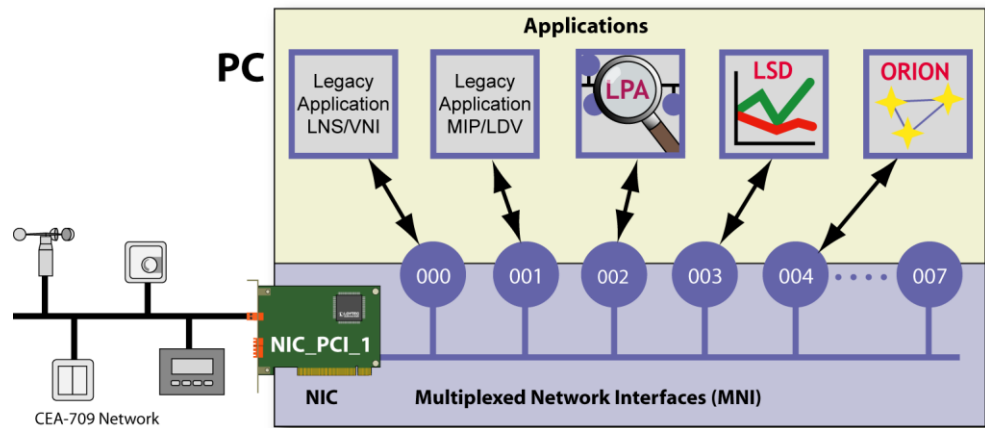 Applications
PC
Legacy
Application
LNS/VNI
Legacy
Application
MIP/LDV
LPA
LSD
ORION
000
001
002
003
004
007
NIC_PCI_1
NIC
Multiplexed Network Interfaces (MNI)
CEA-709 Network